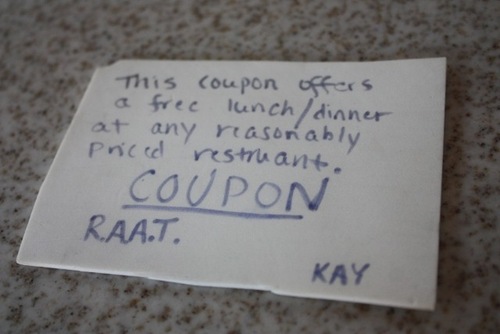 This coupon offers
a free lunch/dinner
at any reasonably
priced restruant.
COUPON
R.A.A.T.
KAY